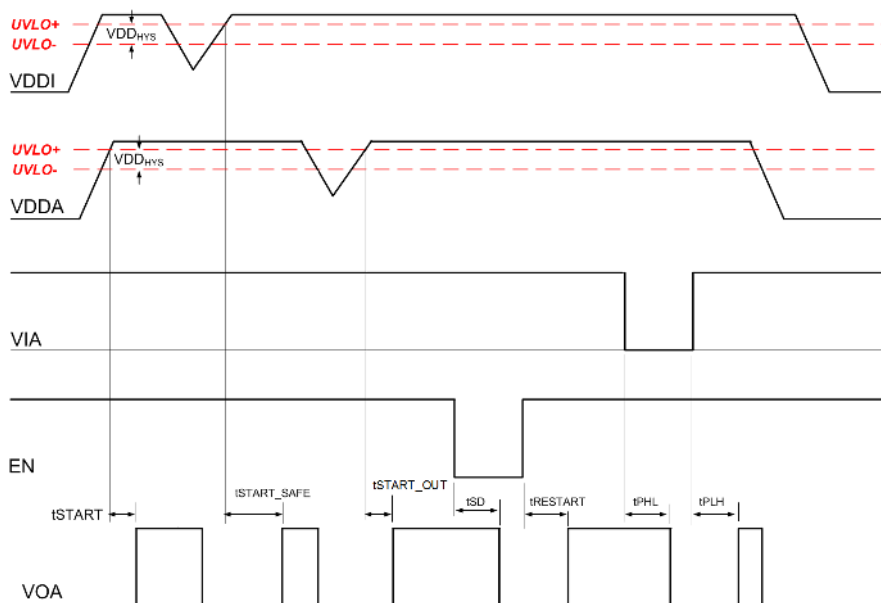 UVLO+
VDDHYS
UVLO-
VDDI
UVLO+
VDDHYS
UVLO-
VDDA
VIA
EN
tSTART
tSTART_SAFE
tSTART_OUT
tSD
tRESTART
tPHL
tPLH
VOA